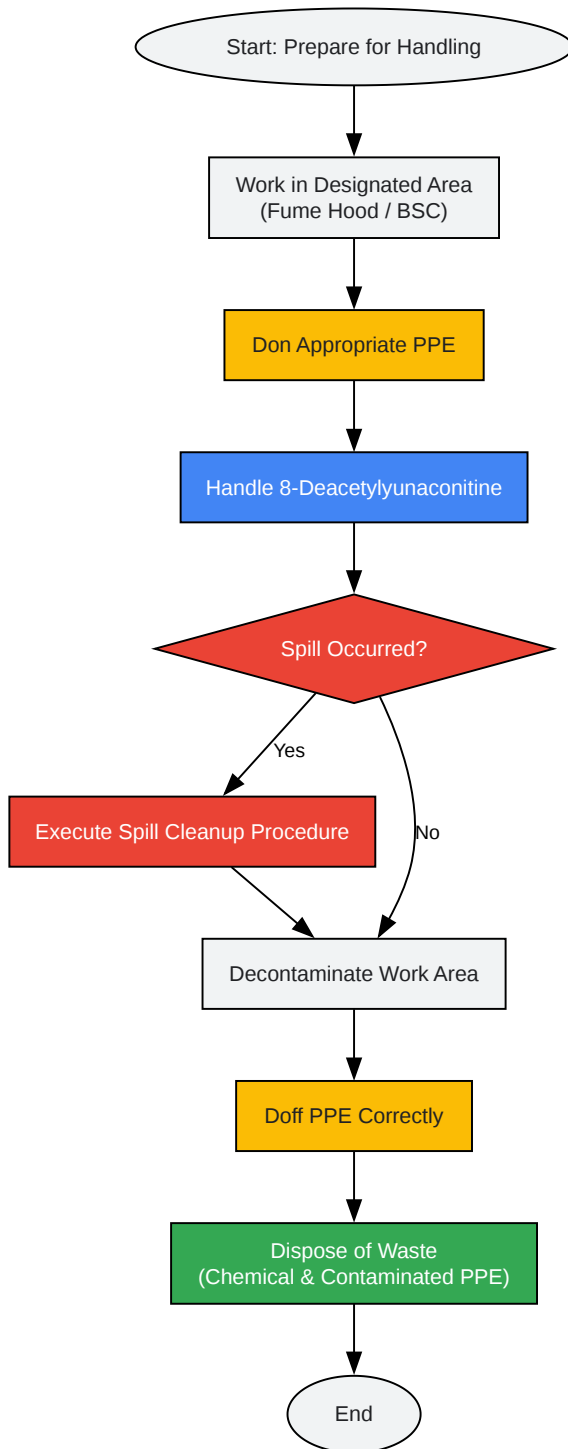 Start: Prepare for Handling
Work in Designated Area
(Fume Hood / BSC)
Don Appropriate PPE
Handle 8-Deacetylyunaconitine
Spill Occurred?
Yes
Execute Spill Cleanup Procedure
No
Decontaminate Work Area
Doff PPE Correctly
Dispose of Waste
(Chemical & Contaminated PPE)
End